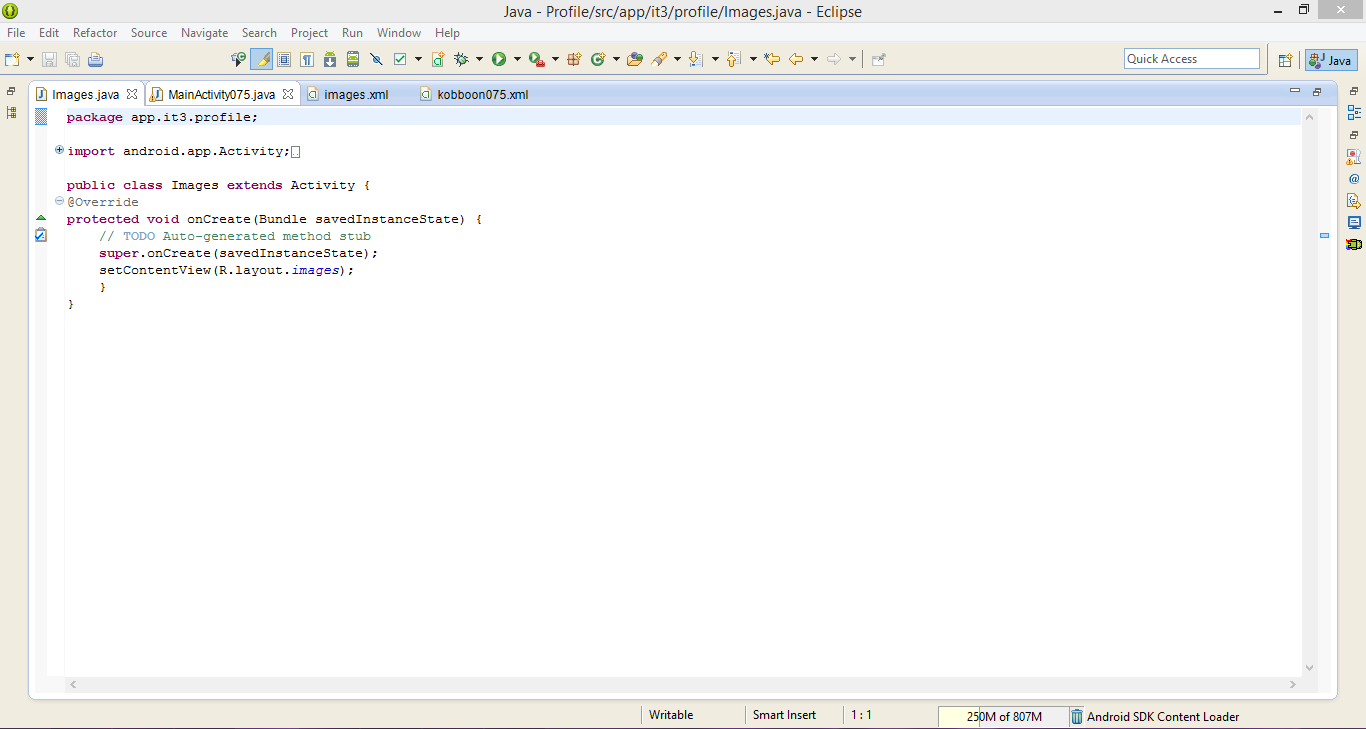 Java - Profile/src/app/it3/profile/Images.java - Eclipse
File Edit Refactor Source Navigate Search Project Run Window Help
Quick Access
Java
Images.java MainActivity075.java images.xml kobboon075.xml
package app.it3.profile;
import android.app.Activity;
public class Images extends Activity {
@Override
protected void onCreate(Bundle savedInstanceState) {
// TODO Auto-generated method stub
super.onCreate(savedInstanceState);
setContentView(R.layout.images);
}
}
Writable Smart Insert 1 : 1 250M of 807M Android SDK Content Loader